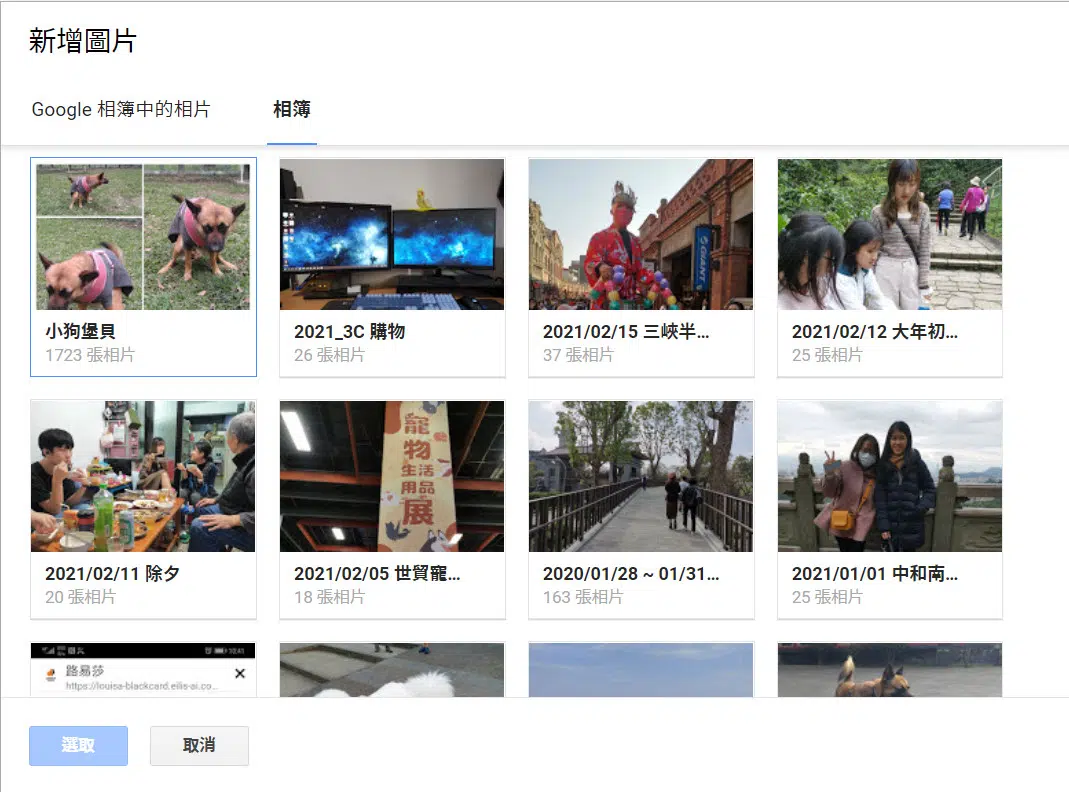 新增圖片
Google 相簿中的相片
相簿
GIANT
小狗堡貝
1723 張相片
2021_3C 購物
26 張相片
2021/02/15 三峽半...
37 張相片
2021/02/12 大年初...
25 張相片
寵物
生活
用品
展
2021/02/11 除夕
20 張相片
2021/02/05 世貿寵...
18 張相片
2020/01/28 ~ 01/31...
163 張相片
2021/01/01 中和南...
25 張相片
路易莎
https://louisa-blackcard.eilis-ai.co...
選取
取消